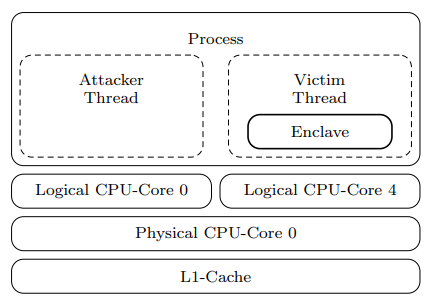 Process
Attacker
Thread
Victim
Thread
Enclave
Logical CPU-Core 0
Logical CPU-Core 4
Physical CPU-Core 0
L1-Cache